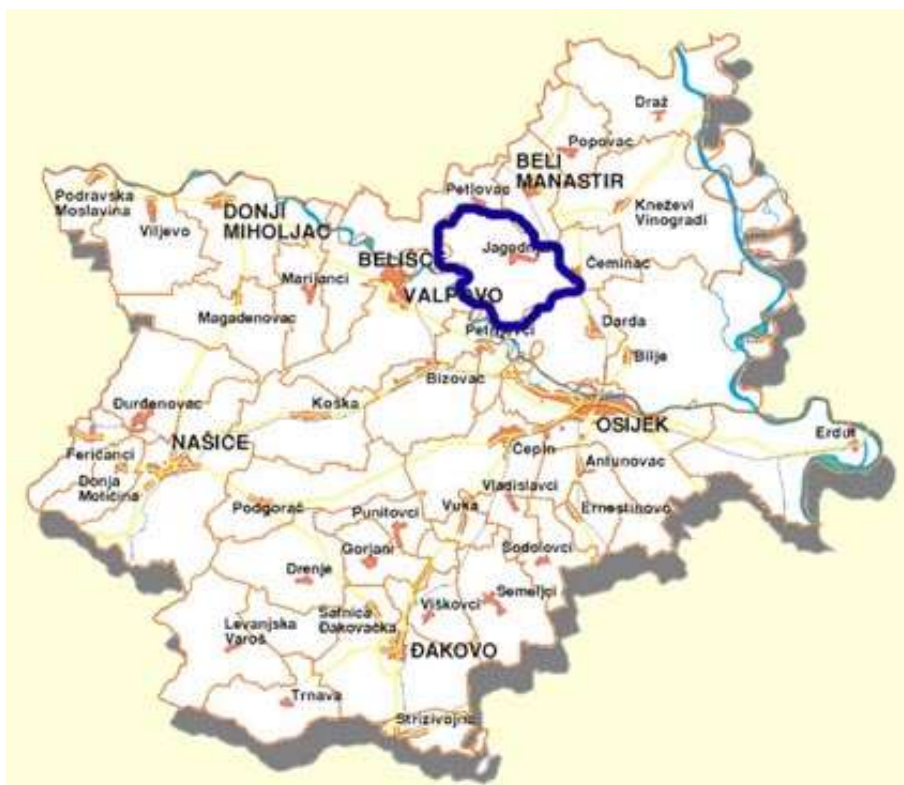 Draž
Popovac
BELI
MANASTIR
Petlovac
Podravska
Moslavina
Viljevo
DONJI
MIHOLJAC
Kneževi
Vinogradi
Jagodnj
BELIŠĆE
Čeminac
Marijanci
VALPOVO
Magadenovac
Darda
Petrijevci
Bilje
Bizovac
Koška
Đurđenovac
OSIJEK
Erdut
NAŠICE
Feričanci
Čepin
Antunovac
Donja
Motičina
Vladislavci
Podgorač
Punitovci
Vuka
Ernestinovo
Gorjani
Šodolovci
Drenje
Semeljci
Satnica
Đakovačka
Viškovci
Levanjska
Varoš
ĐAKOVO
Trnava
Strizivojna